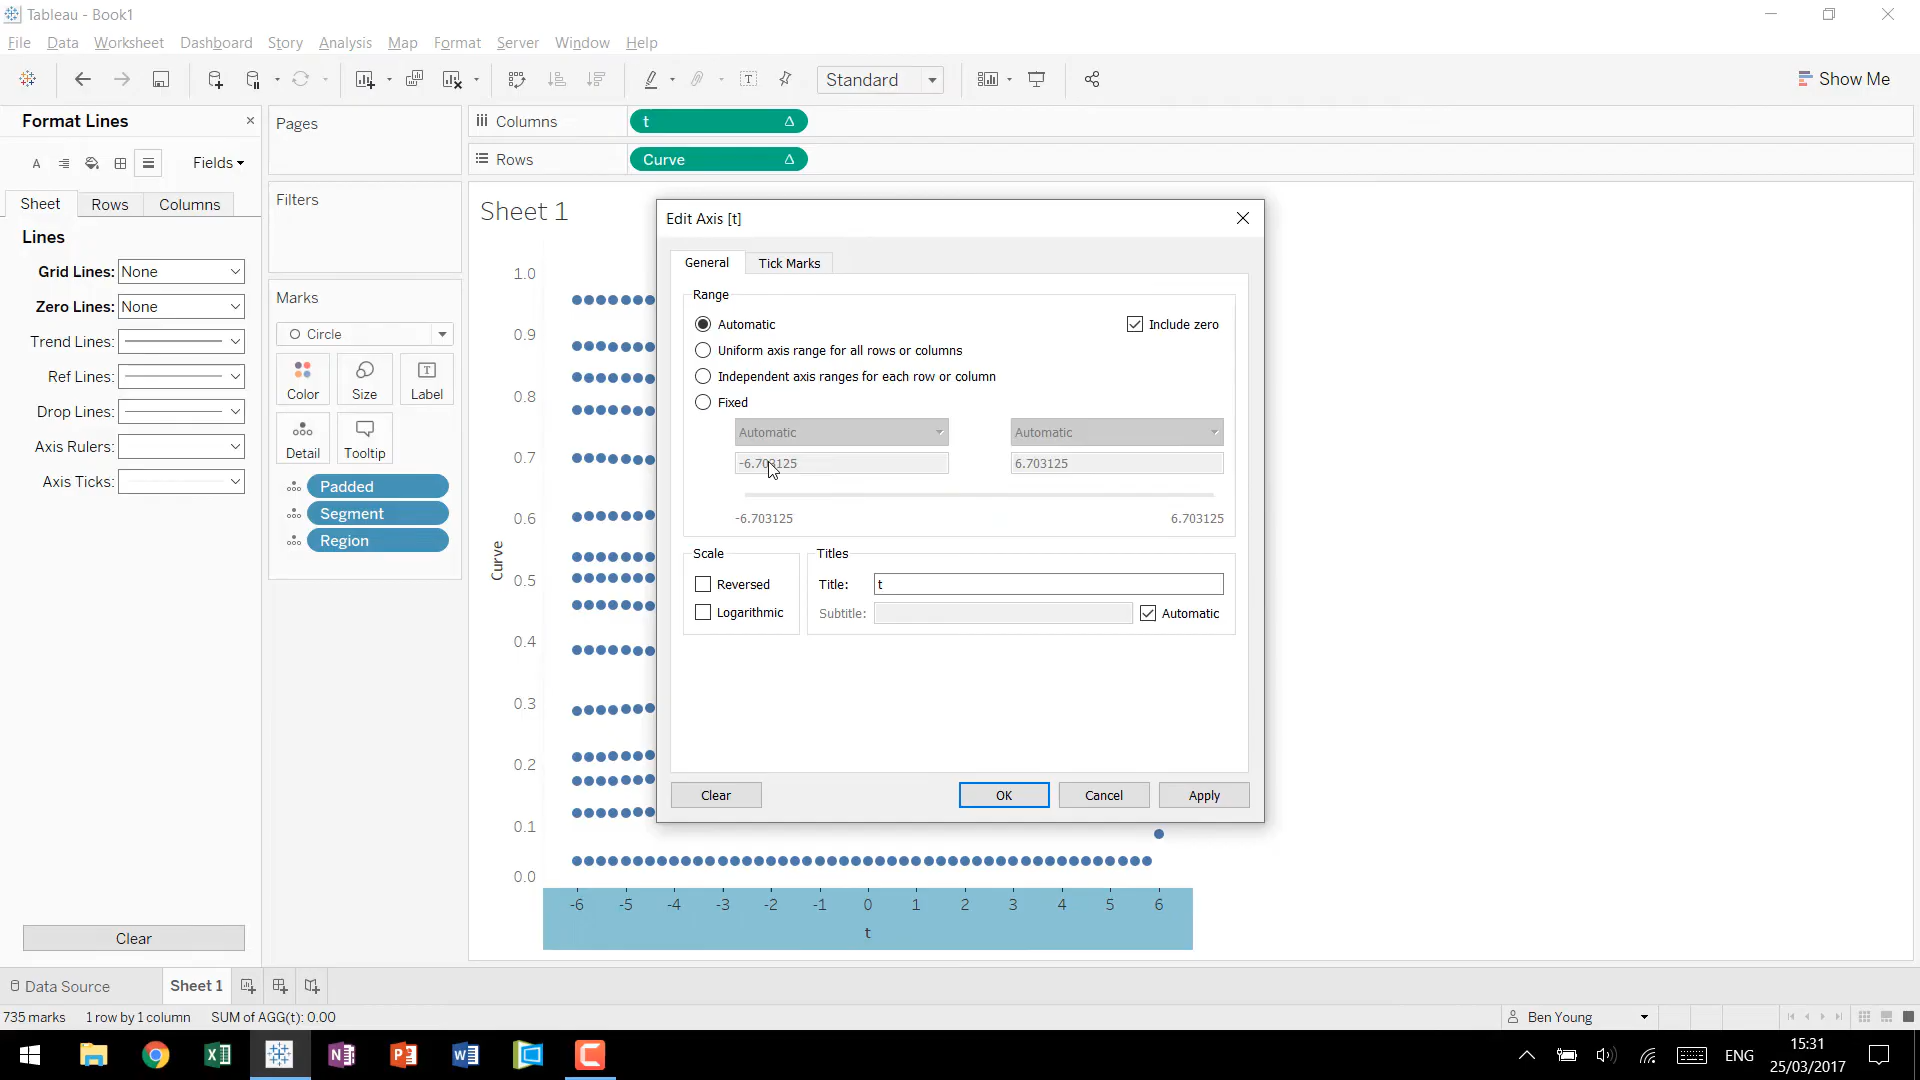 Tableau - Book1
File Data Worksheet Dashboard Story Analysis Map Format Server Window Help
Standard
Show Me
Format Lines
Fields
Sheet Rows Columns
Lines
Grid Lines: None
Zero Lines: None
Trend Lines:
Ref Lines:
Drop Lines:
Axis Rulers:
Axis Ticks:
Clear
Pages
Filters
Marks
Circle
Color Size Label
Detail Tooltip
Padded
Segment
Region
Columns t
Rows Curve
Sheet 1
1.0
0.9
0.8
0.7
0.6
0.5
0.4
0.3
0.2
0.1
0.0
Curve
-6 -5 -4 -3 -2 -1 0 1 2 3 4 5 6
t
Edit Axis [t]
General Tick Marks
Range
Automatic Include zero
Uniform axis range for all rows or columns
Independent axis ranges for each row or column
Fixed
Automatic Automatic
-6.703125 6.703125
-6.703125 6.703125
Scale
Reversed
Logarithmic
Titles
Title: t
Subtitle: Automatic
Clear OK Cancel Apply
Data Source Sheet 1
735 marks 1 row by 1 column SUM of AGG(t): 0.00
Ben Young
ENG
15:31
25/03/2017